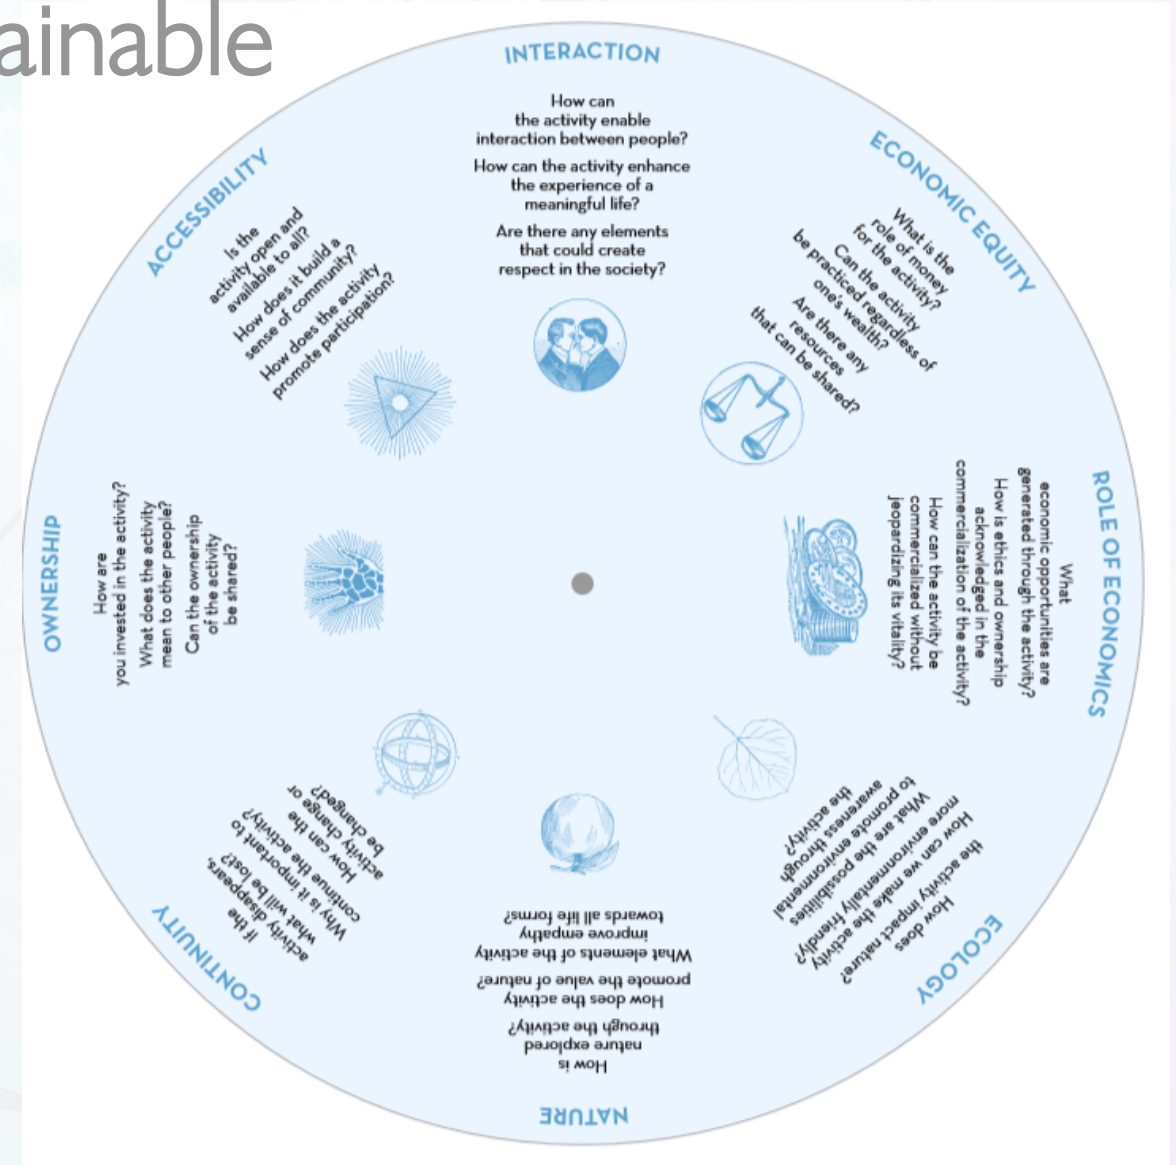 ainable
INTERACTION
How can
the activity enable
interaction between people?
How can the activity enhance
the experience of a
meaningful life?
Are there any elements
that could create
respect in the society?
ECONOMIC EQUITY
What is the
role of money
for the activity?
Can the activity
be practiced regardless of
one's wealth?
Are there any
resources
that can be shared?
ROLE OF ECONOMICS
What
economic opportunities are
generated through the activity?
How is ethics and ownership
acknowledged in the
commercialization of the activity?
How can the activity be
commercialized without
jeopardizing its vitality?
ECOLOGY
How does
the activity impact nature?
How can we make the activity
more environmentally friendly?
What are the possibilities
to promote environmental
awareness through
the activity?
NATURE
How is
nature explored
through the activity?
How does the activity
promote the value of nature?
What elements of the activity
improve empathy
towards all life forms?
CONTINUITY
If the
activity disappears,
what will be lost?
Why is it important to
continue the activity?
How can the
activity change or
be changed?
OWNERSHIP
How are
you invested in the activity?
What does the activity
mean to other people?
Can the ownership
of the activity
be shared?
ACCESSIBILITY
Is the
activity open and
available to all?
How does it build a
sense of community?
How does the activity
promote participation?